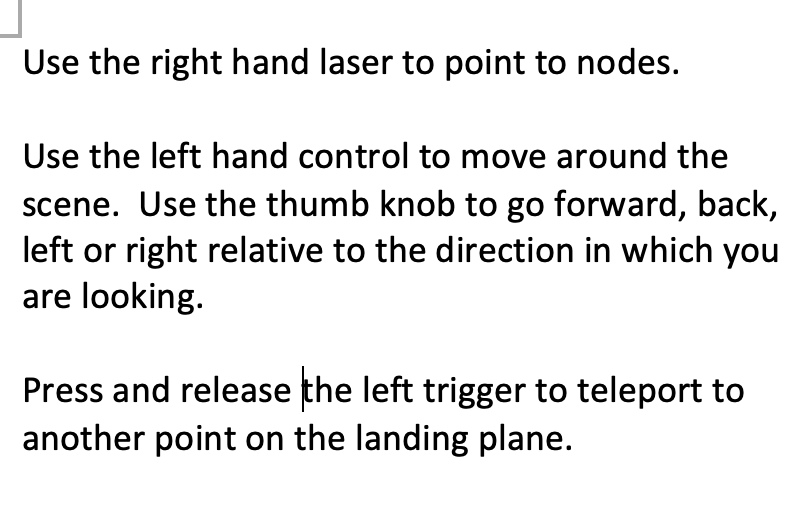 Use the right hand laser to point to nodes.
Use the left hand control to move around the
scene.  Use the thumb knob to go forward, back,
left or right relative to the direction in which you
are looking.
Press and release the left trigger to teleport to
another point on the landing plane.